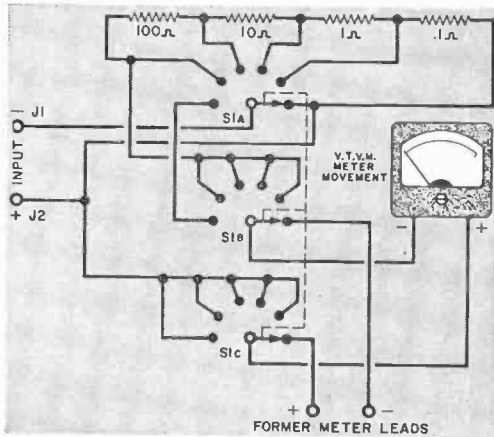 100Ω 10Ω 1Ω .1Ω
- J1
S1A
INPUT
V.T.V.M.
METER
MOVEMENT
+ J2
- +
S1B
S1C
+ -
FORMER METER LEADS